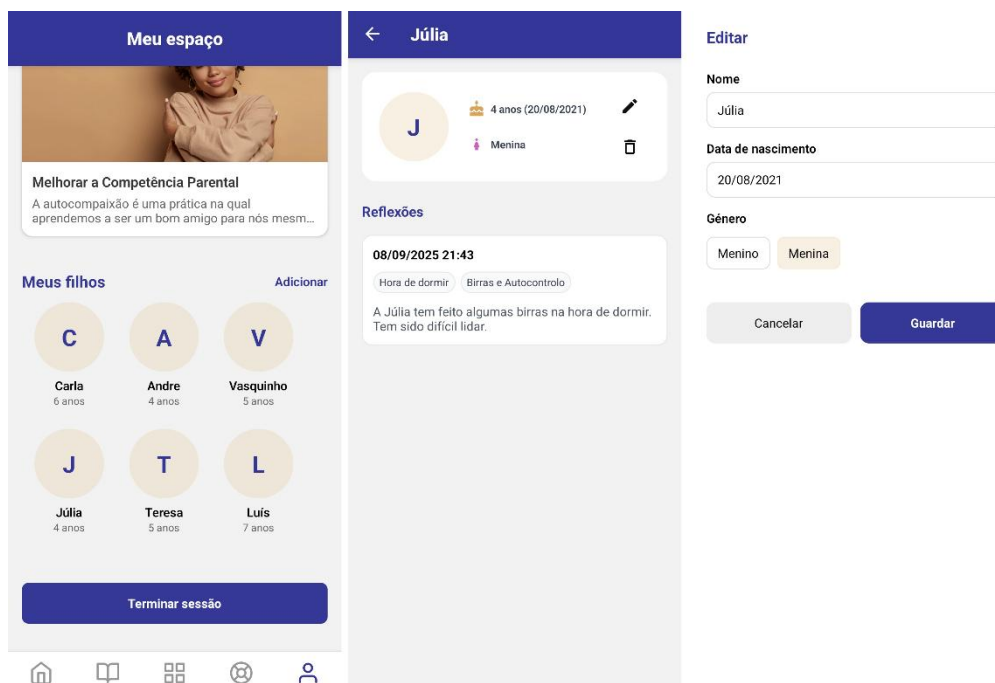 Meu espaço
Melhorar a Competência Parental
A autocompaixão é uma prática na qual
aprendemos a ser um bom amigo para nós mesm...
Meus filhos
Adicionar
C
A
V
Carla
Andre
Vasquinho
6 anos
4 anos
5 anos
J
T
L
Júlia
Teresa
Luís
4 anos
5 anos
7 anos
Terminar sessão
Júlia
J
4 anos (20/08/2021)
Menina
Reflexões
08/09/2025 21:43
Hora de dormir
Birras e Autocontrolo
A Júlia tem feito algumas birras na hora de dormir.
Tem sido difícil lidar.
Editar
Nome
Júlia
Data de nascimento
20/08/2021
Género
Menino
Menina
Cancelar
Guardar